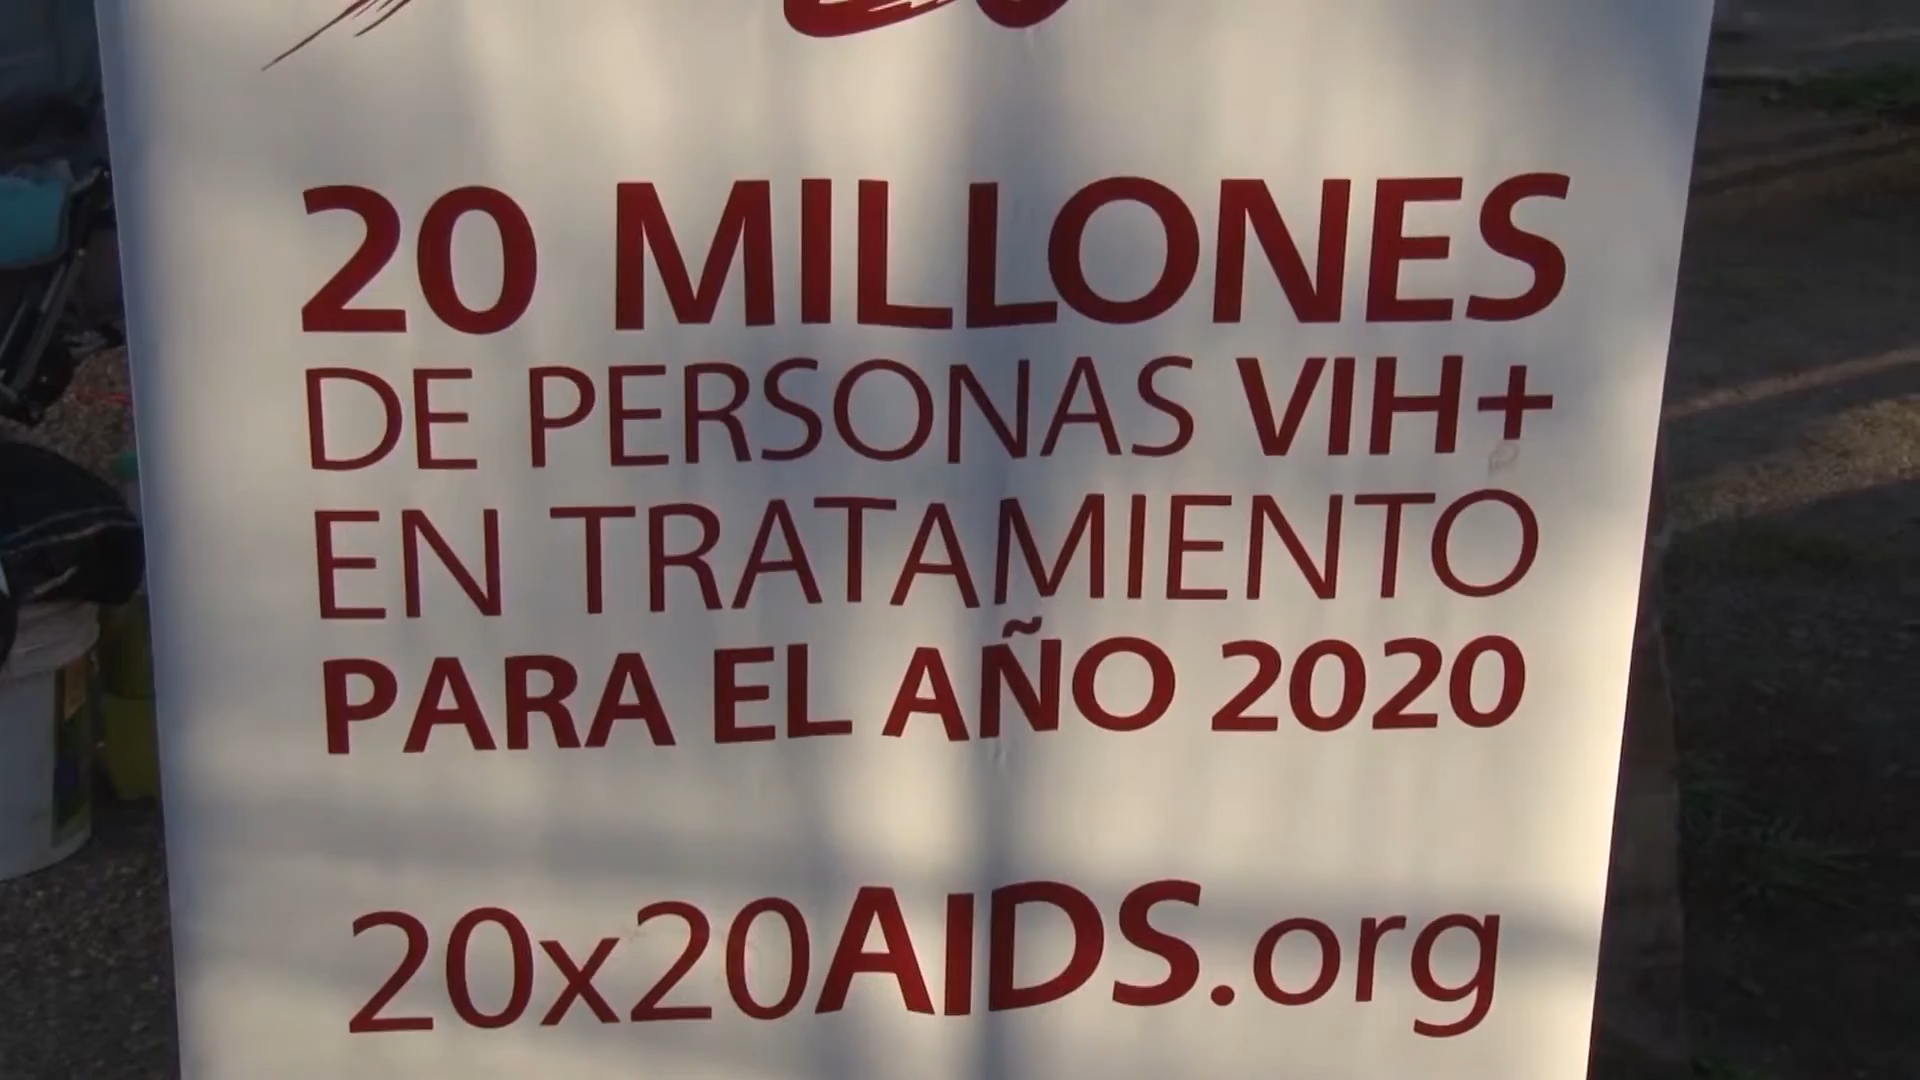 20 MILLONES
DE PERSONAS VIH+
EN TRATAMIENTO
PARA EL AÑO 2020
20x20AIDS.org